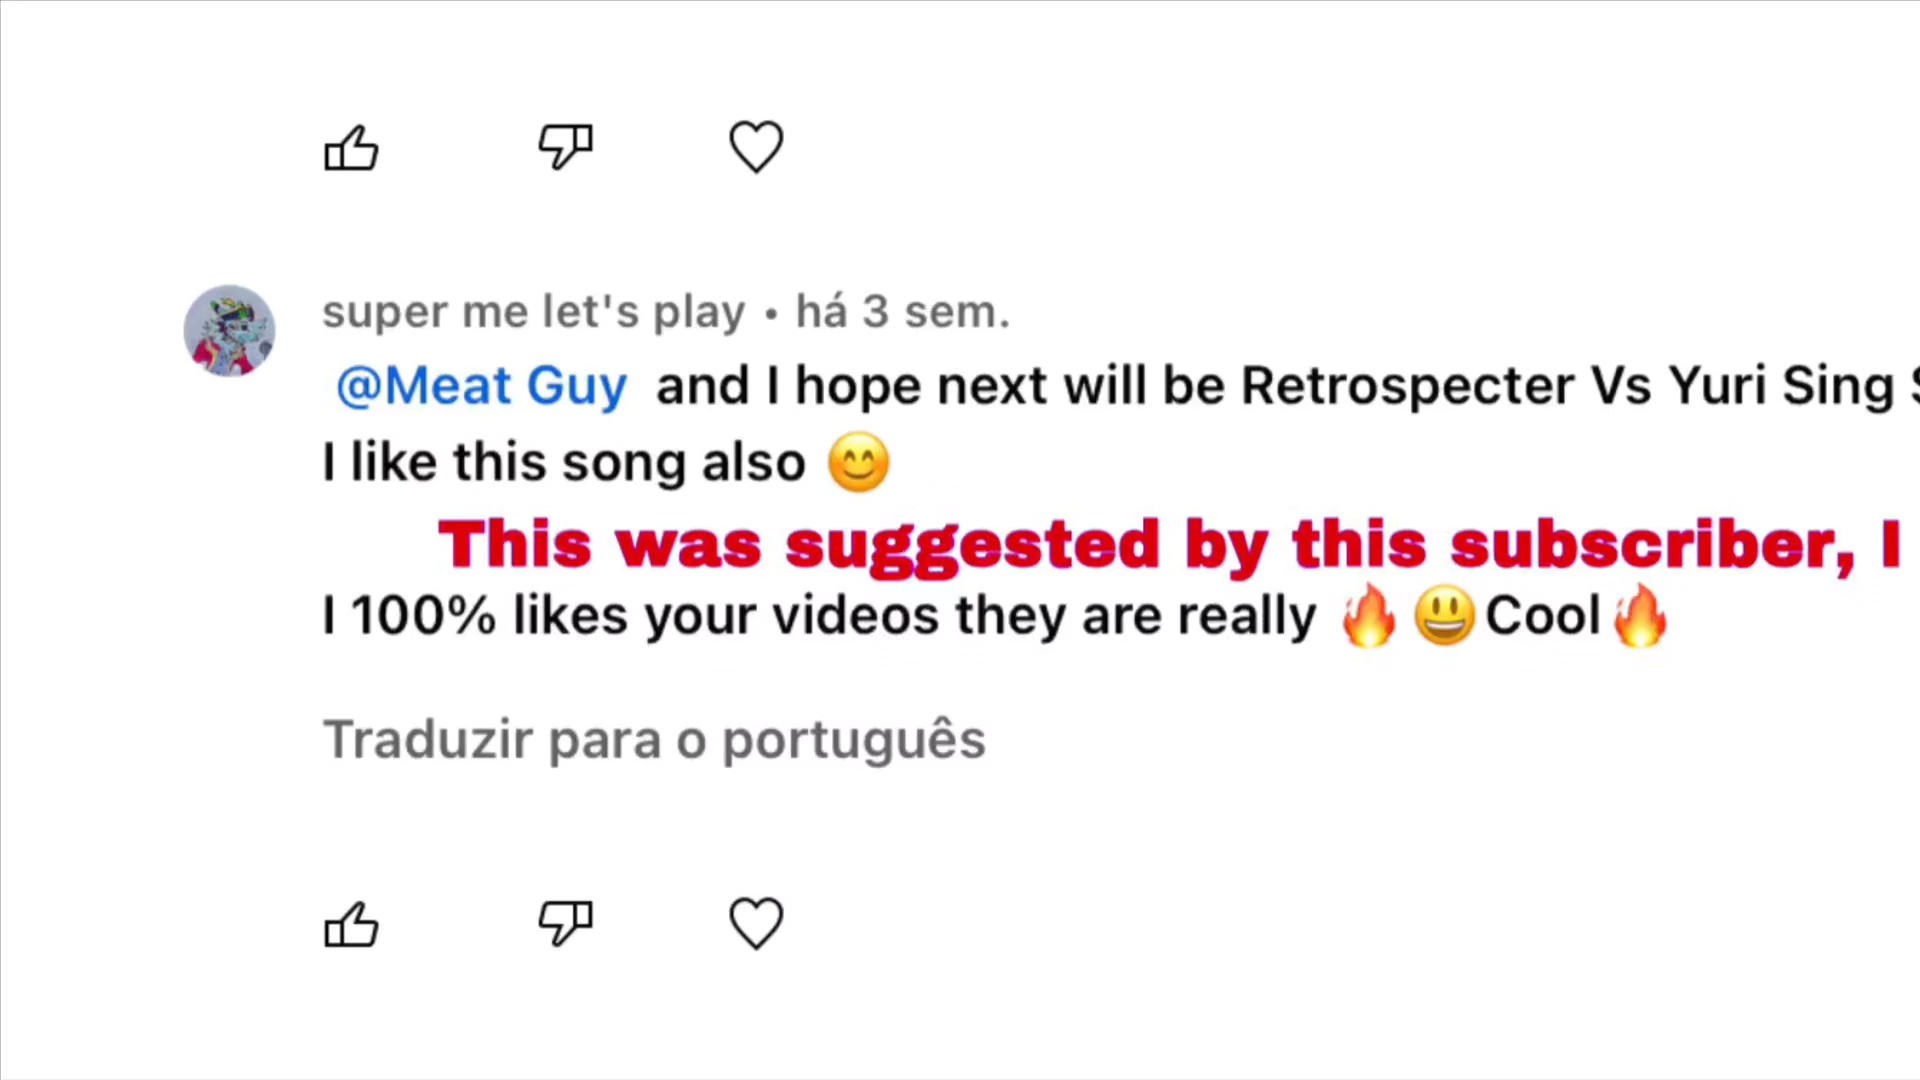 super me let's play • há 3 sem.
@Meat Guy and I hope next will be Retrospecter Vs Yuri Sing
I like this song also 😊
This was suggested by this subscriber, I
I 100% likes your videos they are really 🔥 😃 Cool 🔥
Traduzir para o português